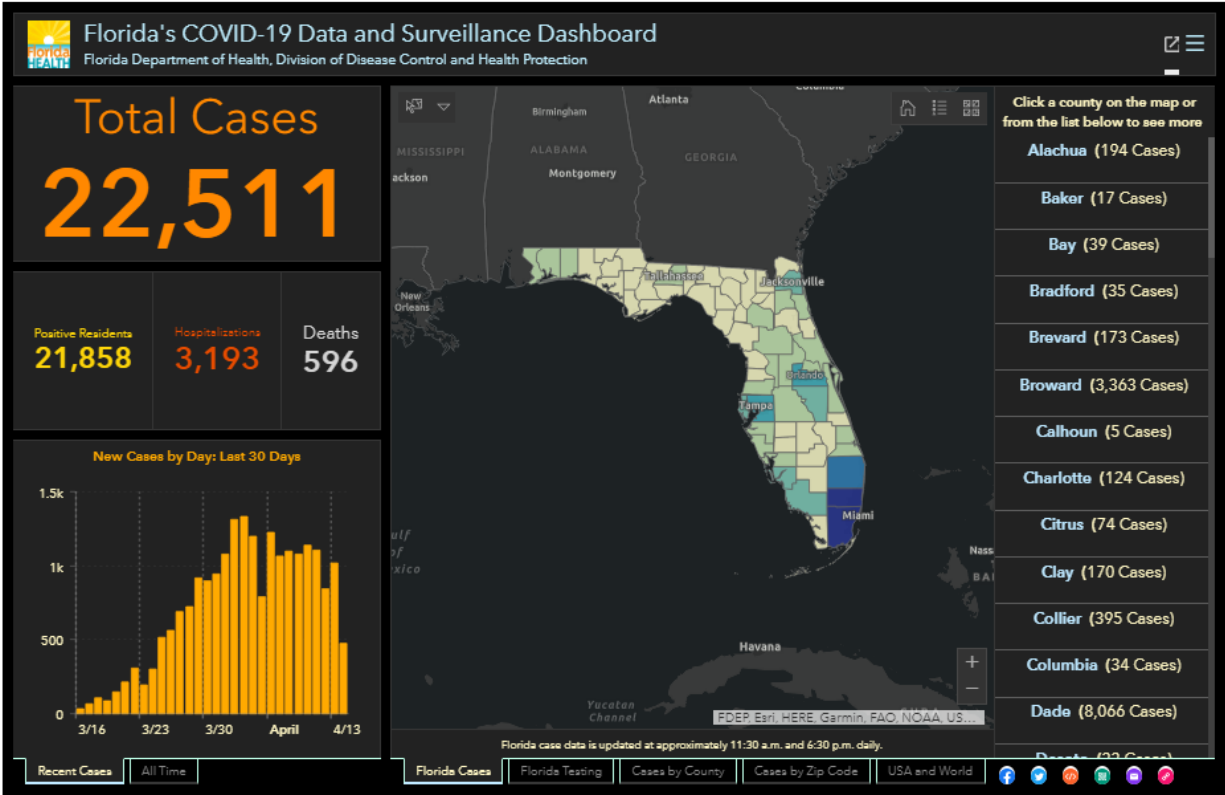 Florida HEALTH
Florida's COVID-19 Data and Surveillance Dashboard
Florida Department of Health, Division of Disease Control and Health Protection
Total Cases
22,511
Positive Residents
21,858
Hospitalizations
3,193
Deaths
596
New Cases by Day: Last 30 Days
1.5k
1k
500
0
3/16
3/23
3/30
April
4/13
Recent Cases
All Time
Birmingham
Atlanta
MISSISSIPPI
ALABAMA
GEORGIA
ackson
Montgomery
Tallahassee
Jacksonville
New
Orleans
Orlando
Tampa
Miami
ulf
of
exico
Nass
BA
Havana
Yucatan
Channel
+
−
FDEP, Esri, HERE, Garmin, FAO, NOAA, US...
Florida case data is updated at approximately 11:30 a.m. and 6:30 p.m. daily.
Florida Cases
Florida Testing
Cases by County
Cases by Zip Code
USA and World
Click a county on the map or
from the list below to see more
Alachua (194 Cases)
Baker (17 Cases)
Bay (39 Cases)
Bradford (35 Cases)
Brevard (173 Cases)
Broward (3,363 Cases)
Calhoun (5 Cases)
Charlotte (124 Cases)
Citrus (74 Cases)
Clay (170 Cases)
Collier (395 Cases)
Columbia (34 Cases)
Dade (8,066 Cases)